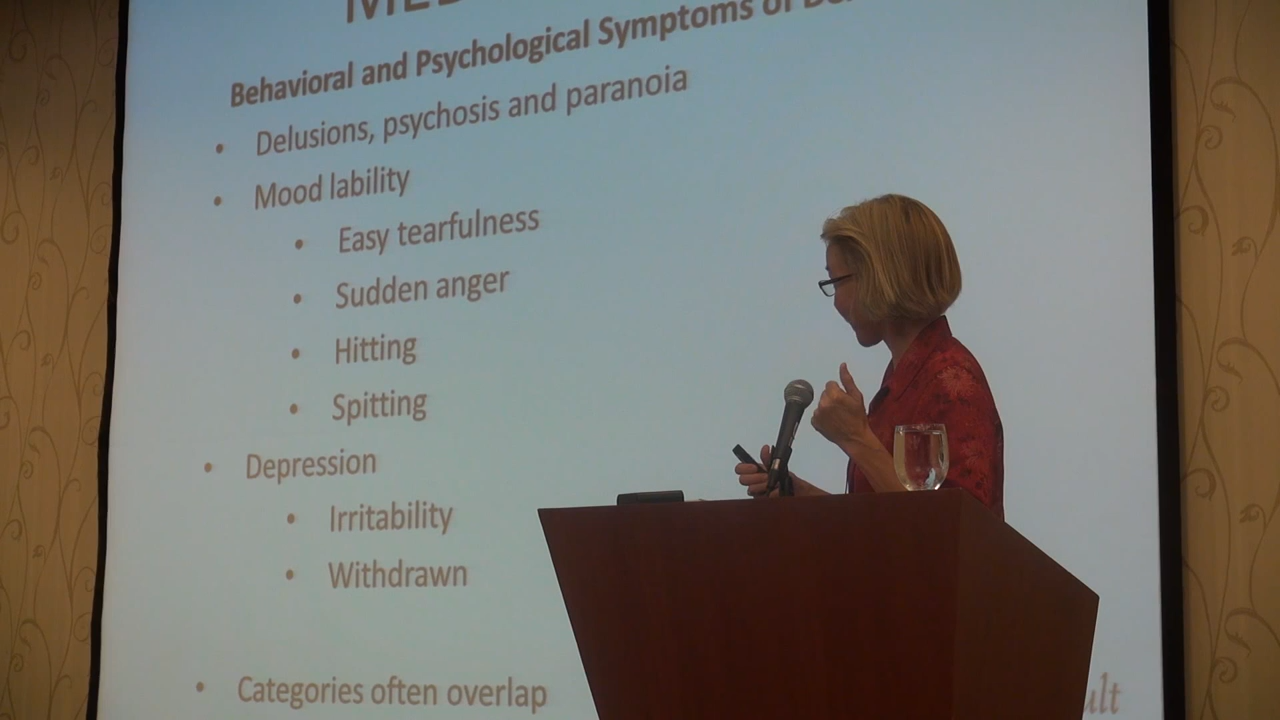 Behavioral and Psychological Symptoms of
• Delusions, psychosis and paranoia
• Mood lability
• Easy tearfulness
• Sudden anger
• Hitting
• Spitting
• Depression
• Irritability
• Withdrawn
• Categories often overlap